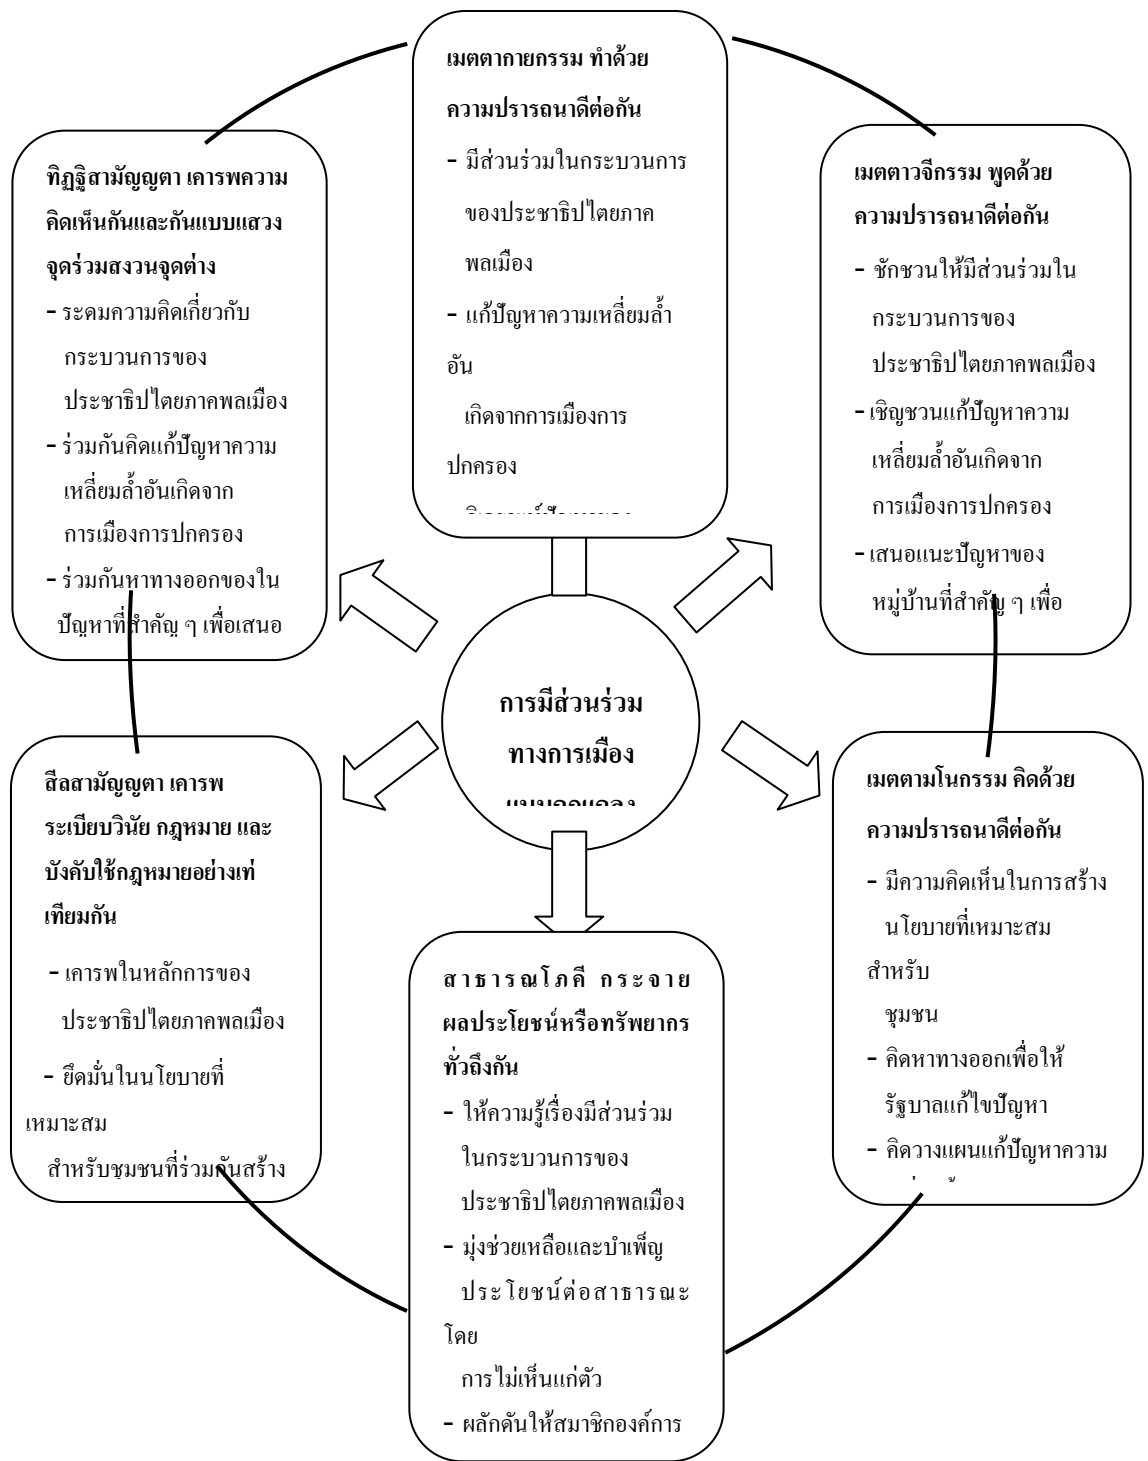 เมตตากายกรรม ทำด้วย
ความปรารถนาดีต่อกัน
- มีส่วนร่วมในกระบวนการ
ของประชาธิปไตยภาค
พลเมือง
- แก้ปัญหาความเหลี่ยมล้ำ
อัน
เกิดจากการเมืองการ
ปกครอง
ทิฏฐิสามัญญตา เคารพความ
คิดเห็นกันและกันแบบแสวง
จุดร่วมสงวนจุดต่าง
- ระดมความคิดเกี่ยวกับ
กระบวนการของ
ประชาธิปไตยภาคพลเมือง
- ร่วมกันคิดแก้ปัญหาความ
เหลี่ยมล้ำอันเกิดจาก
การเมืองการปกครอง
- ร่วมกันหาทางออกของใน
ปัญหาที่สำคัญ ๆ เพื่อเสนอ
เมตตาวจีกรรม พูดด้วย
ความปรารถนาดีต่อกัน
- ชักชวนให้มีส่วนร่วมใน
กระบวนการของ
ประชาธิปไตยภาคพลเมือง
- เชิญชวนแก้ปัญหาความ
เหลี่ยมล้ำอันเกิดจาก
การเมืองการปกครอง
- เสนอแนะปัญหาของ
หมู่บ้านที่สำคัญ ๆ เพื่อ
การมีส่วนร่วม
ทางการเมือง
สีลสามัญญตา เคารพ
ระเบียบวินัย กฎหมาย และ
บังคับใช้กฎหมายอย่างเท่
เทียมกัน
- เคารพในหลักการของ
ประชาธิปไตยภาคพลเมือง
- ยึดมั่นในนโยบายที่
เหมาะสม
สำหรับชุมชนที่ร่วมกันสร้าง
เมตตามโนกรรม คิดด้วย
ความปรารถนาดีต่อกัน
- มีความคิดเห็นในการสร้าง
นโยบายที่เหมาะสม
สำหรับ
ชุมชน
- คิดหาทางออกเพื่อให้
รัฐบาลแก้ไขปัญหา
- คิดวางแผนแก้ปัญหาความ
สาธารณโภคี กระจาย
ผลประโยชน์หรือทรัพยากร
ทั่วถึงกัน
- ให้ความรู้เรื่องมีส่วนร่วม
ในกระบวนการของ
ประชาธิปไตยภาคพลเมือง
- มุ่งช่วยเหลือและบำเพ็ญ
ประโยชน์ต่อสาธารณะ
โดย
การไม่เห็นแก่ตัว
- ผลักดันให้สมาชิกองค์การ